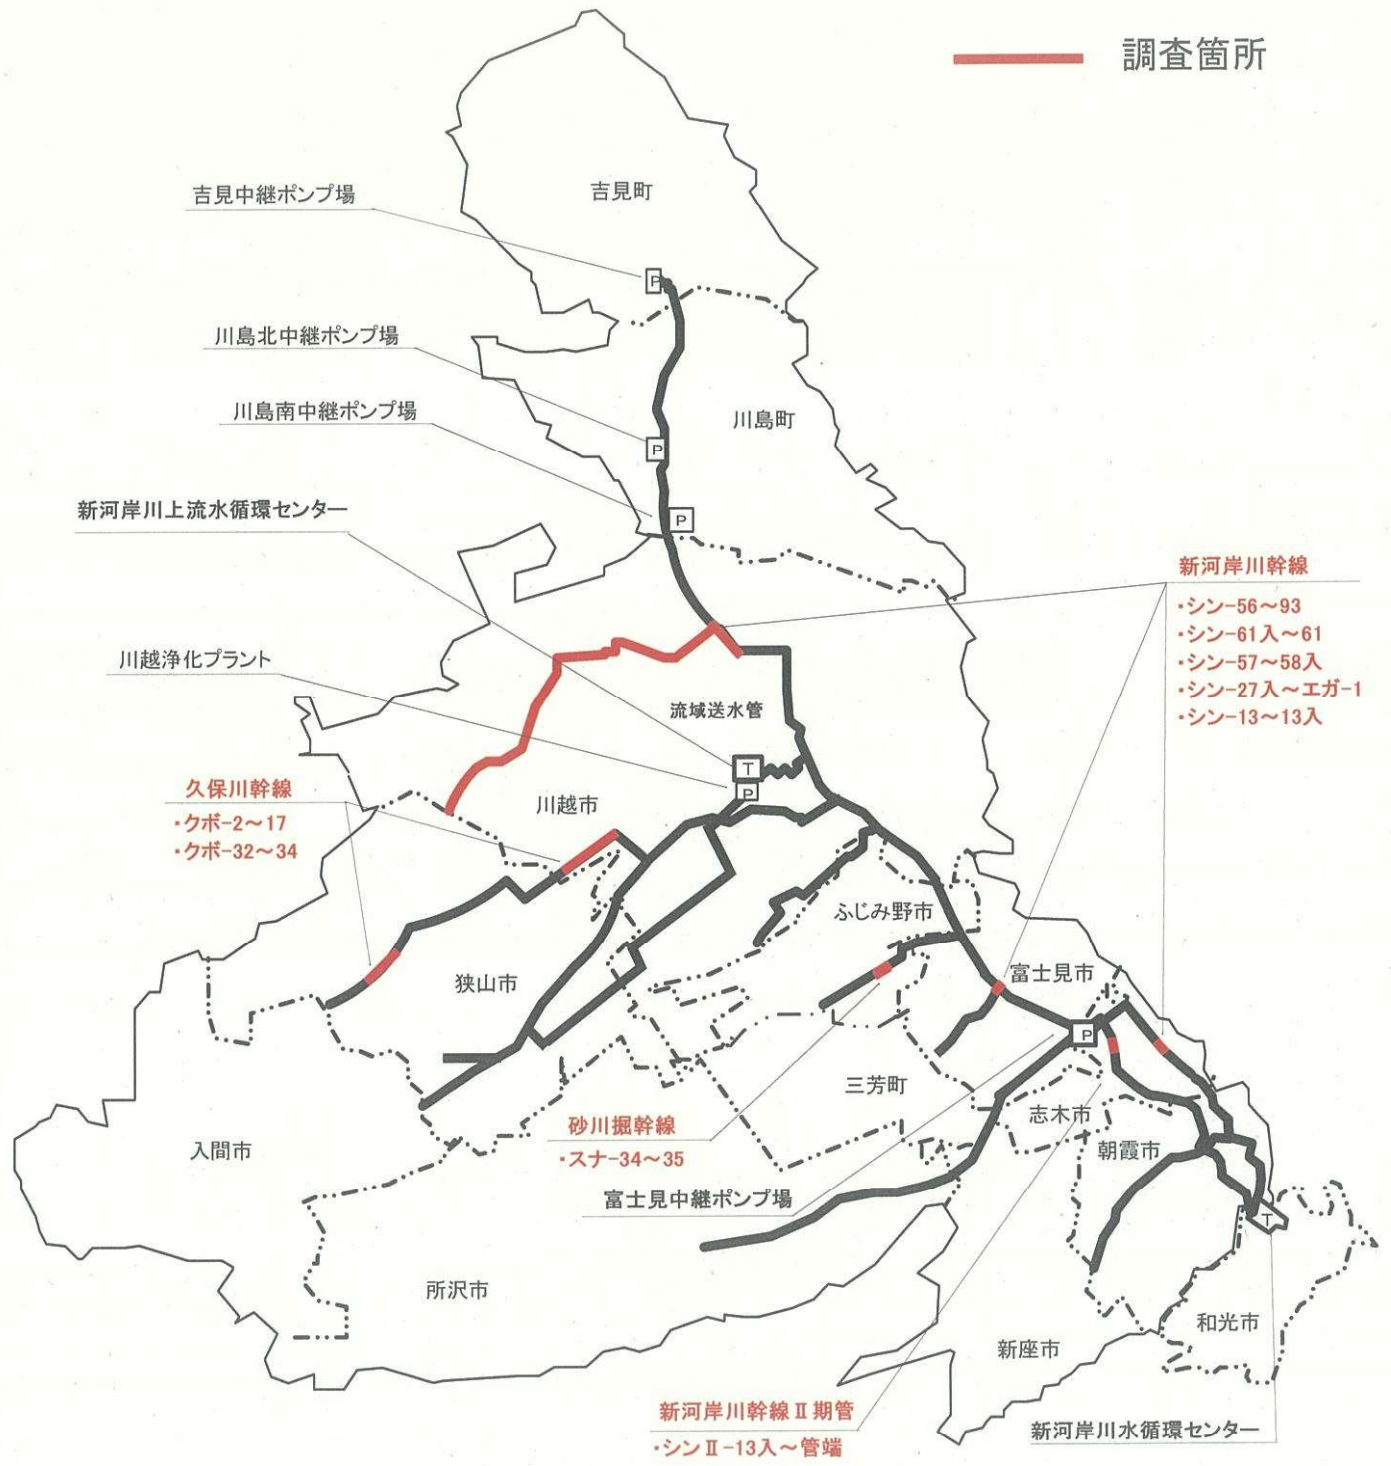 調査箇所
吉見中継ポンプ場
吉見町
P
川島北中継ポンプ場
川島南中継ポンプ場
川島町
P
新河岸川上流水循環センター
P
新河岸川幹線
・シン-56～93
・シン-61入～61
・シン-57～58入
・シン-27入～エガ-1
・シン-13～13入
川越浄化プラント
流域送水管
T
P
久保川幹線
・クボ-2～17
・クボ-32～34
川越市
ふじみ野市
狭山市
富士見市
P
三芳町
志木市
砂川掘幹線
・スナ-34～35
入間市
朝霞市
富士見中継ポンプ場
T
所沢市
和光市
新座市
新河岸川幹線Ⅱ期管
・シンⅡ-13入～管端
新河岸川水循環センター